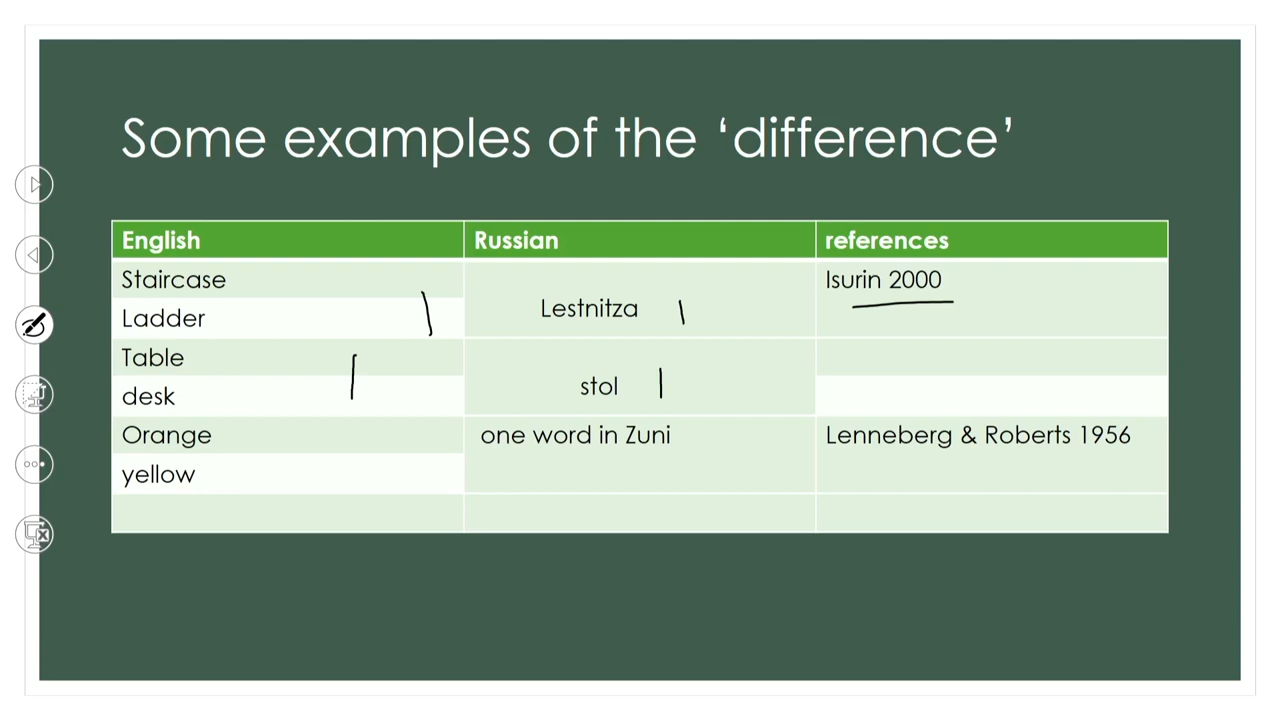 Some examples of the ‘difference’
English Russian references
Staircase Isurin 2000
Lestnitza
Ladder
Table
stol
desk
Orange one word in Zuni Lenneberg & Roberts 1956
yellow